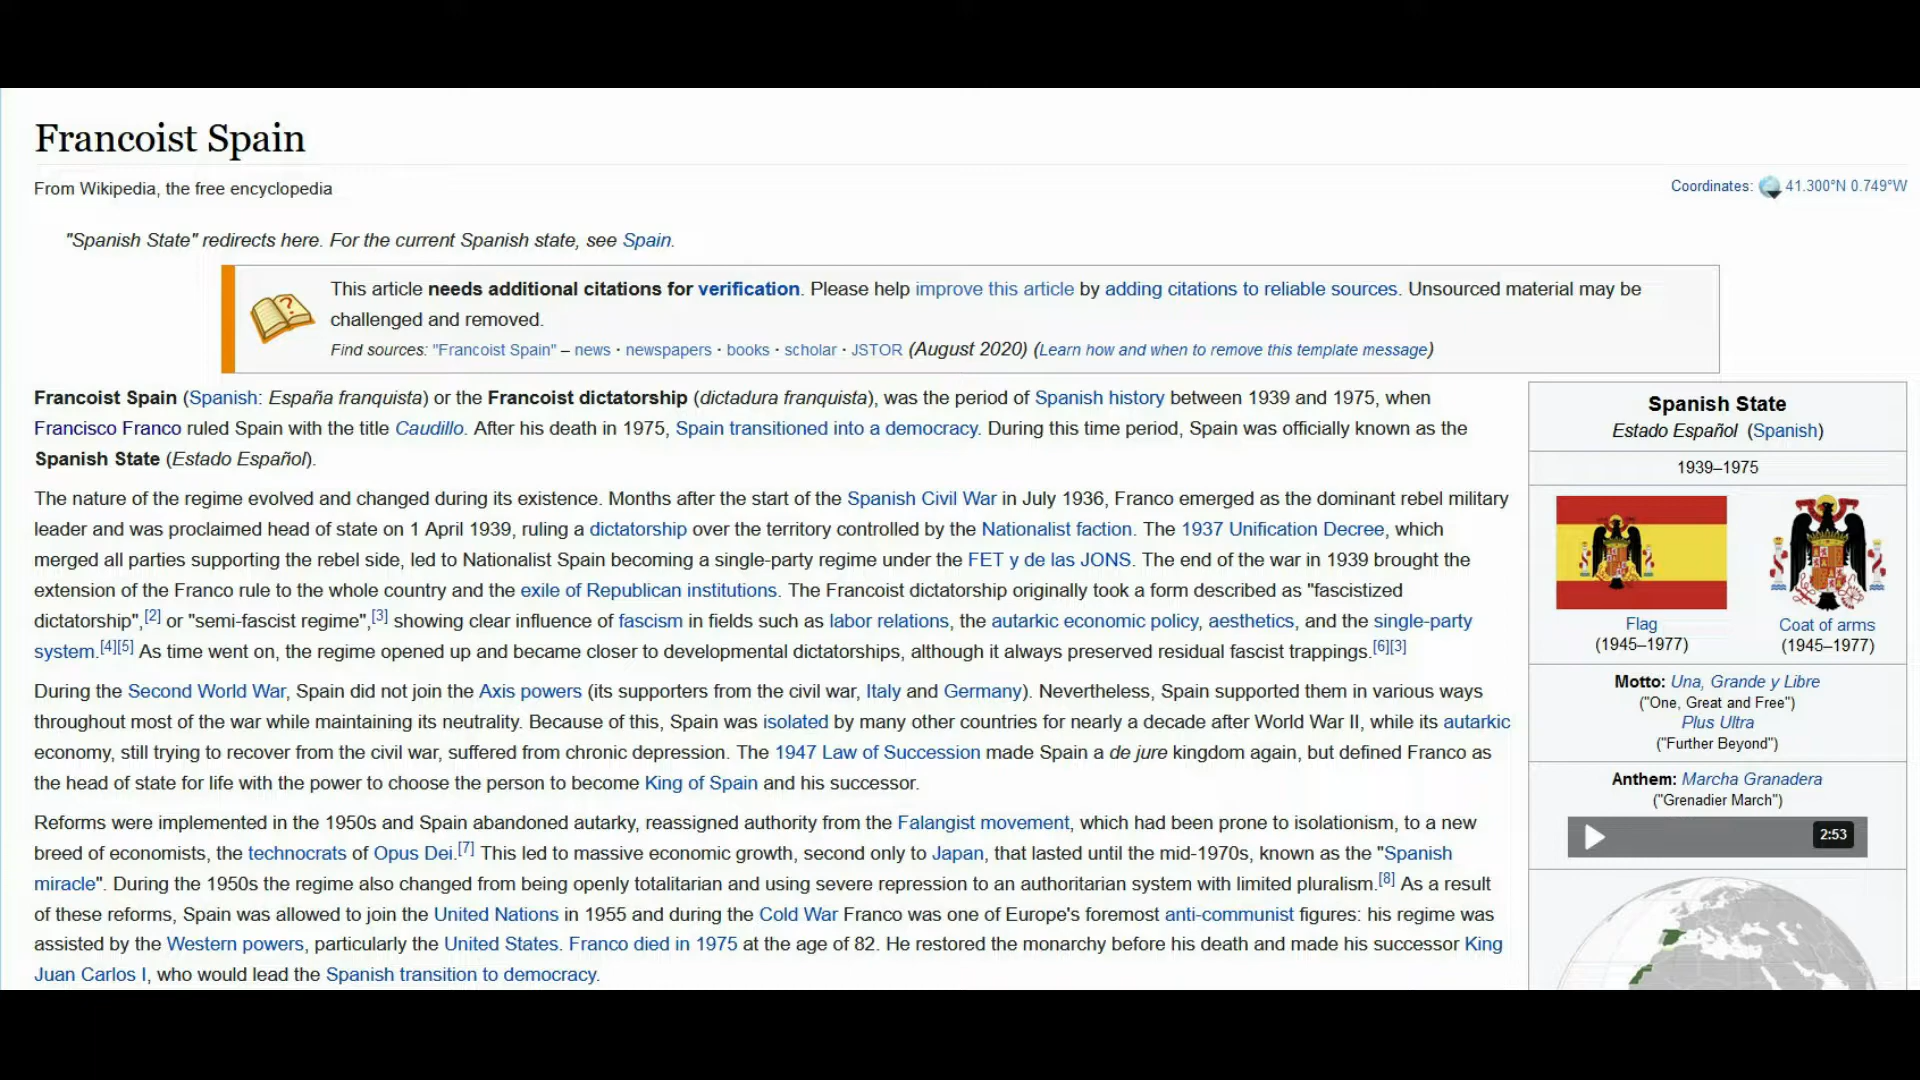 Francoist Spain
From Wikipedia, the free encyclopedia
Coordinates: 41.300°N 0.749°W
"Spanish State" redirects here. For the current Spanish state, see Spain.
This article needs additional citations for verification. Please help improve this article by adding citations to reliable sources. Unsourced material may be
challenged and removed.
Find sources: "Francoist Spain" – news · newspapers · books · scholar · JSTOR (August 2020) (Learn how and when to remove this template message)
Francoist Spain (Spanish: España franquista) or the Francoist dictatorship (dictadura franquista), was the period of Spanish history between 1939 and 1975, when
Francisco Franco ruled Spain with the title Caudillo. After his death in 1975, Spain transitioned into a democracy. During this time period, Spain was officially known as the
Spanish State (Estado Español).
The nature of the regime evolved and changed during its existence. Months after the start of the Spanish Civil War in July 1936, Franco emerged as the dominant rebel military
leader and was proclaimed head of state on 1 April 1939, ruling a dictatorship over the territory controlled by the Nationalist faction. The 1937 Unification Decree, which
merged all parties supporting the rebel side, led to Nationalist Spain becoming a single-party regime under the FET y de las JONS. The end of the war in 1939 brought the
extension of the Franco rule to the whole country and the exile of Republican institutions. The Francoist dictatorship originally took a form described as "fascistized
dictatorship",[2] or "semi-fascist regime",[3] showing clear influence of fascism in fields such as labor relations, the autarkic economic policy, aesthetics, and the single-party
system.[4][5] As time went on, the regime opened up and became closer to developmental dictatorships, although it always preserved residual fascist trappings.[6][3]
During the Second World War, Spain did not join the Axis powers (its supporters from the civil war, Italy and Germany). Nevertheless, Spain supported them in various ways
throughout most of the war while maintaining its neutrality. Because of this, Spain was isolated by many other countries for nearly a decade after World War II, while its autarkic
economy, still trying to recover from the civil war, suffered from chronic depression. The 1947 Law of Succession made Spain a de jure kingdom again, but defined Franco as
the head of state for life with the power to choose the person to become King of Spain and his successor.
Reforms were implemented in the 1950s and Spain abandoned autarky, reassigned authority from the Falangist movement, which had been prone to isolationism, to a new
breed of economists, the technocrats of Opus Dei.[7] This led to massive economic growth, second only to Japan, that lasted until the mid-1970s, known as the "Spanish
miracle". During the 1950s the regime also changed from being openly totalitarian and using severe repression to an authoritarian system with limited pluralism.[8] As a result
of these reforms, Spain was allowed to join the United Nations in 1955 and during the Cold War Franco was one of Europe's foremost anti-communist figures: his regime was
assisted by the Western powers, particularly the United States. Franco died in 1975 at the age of 82. He restored the monarchy before his death and made his successor King
Juan Carlos I, who would lead the Spanish transition to democracy.
Spanish State
Estado Español (Spanish)
1939–1975
Flag
(1945–1977)
Coat of arms
(1945–1977)
Motto: Una, Grande y Libre
("One, Great and Free")
Plus Ultra
("Further Beyond")
Anthem: Marcha Granadera
("Grenadier March")
2:53